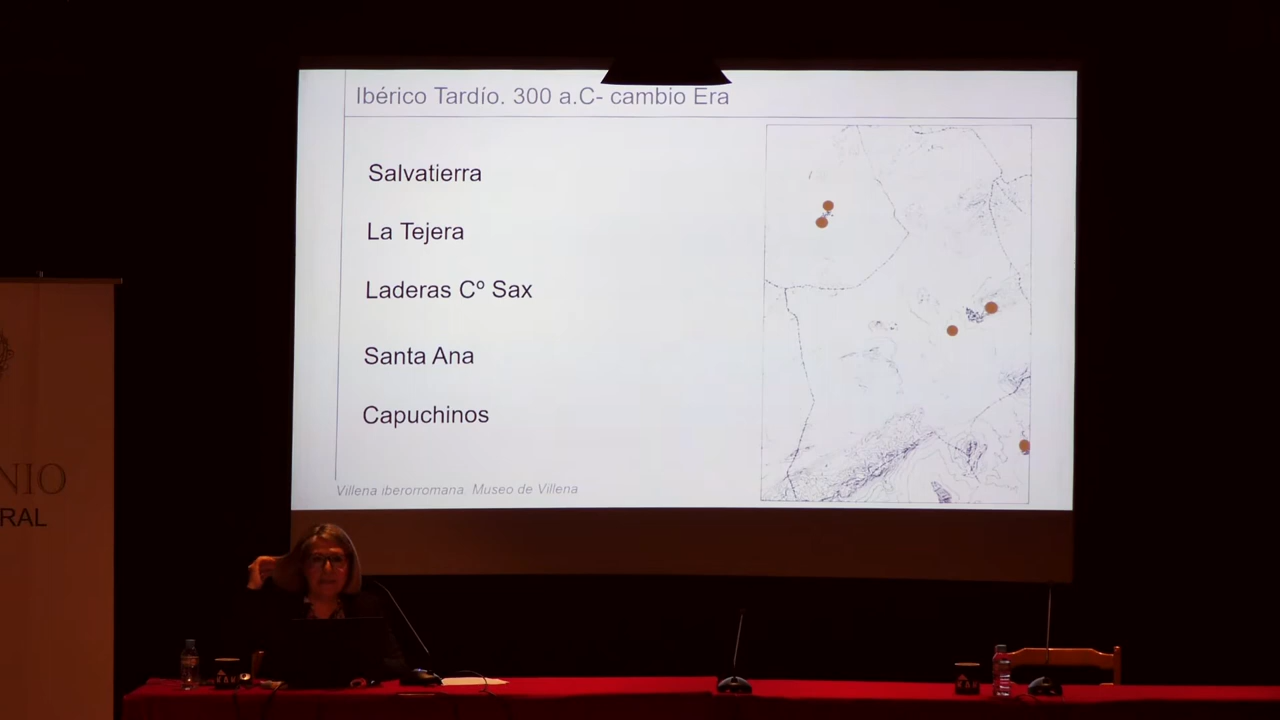 Ibérico Tardío. 300 a.C- cambio Era
Salvatierra
La Tejera
Laderas Cº Sax
Santa Ana
Capuchinos
Villena iberorromana. Museo de Villena
NIO
RAL